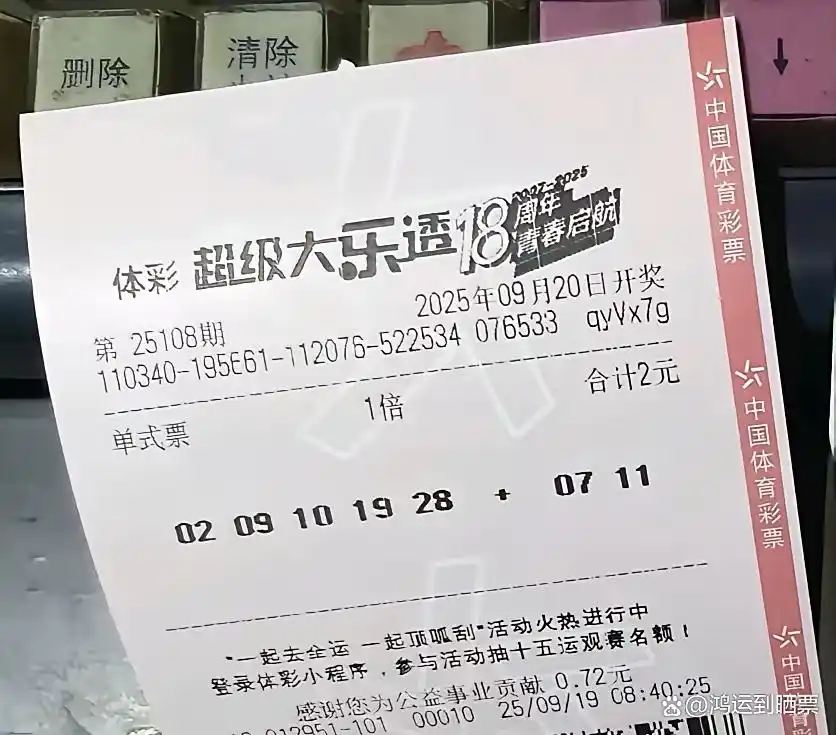 删除
清除
↓
体彩 超级大乐透 18 周年 2007-2025 青春启航
第 25108期
2025年09月20日开奖
110340-195661-112076-522534 076533 qyVx7g
单式票
1倍
合计2元
02 09 10 19 28 + 07 11
"一起去全运 一起顶呱刮"活动火热进行中
登录体彩小程序，参与活动抽十五运观赛名额！
感谢您为公益事业贡献 0.72元
012951-101 00010 25/09/19 08:40:25
中国体育彩票
中国体育彩票
中国体育
@鸿运到晒票